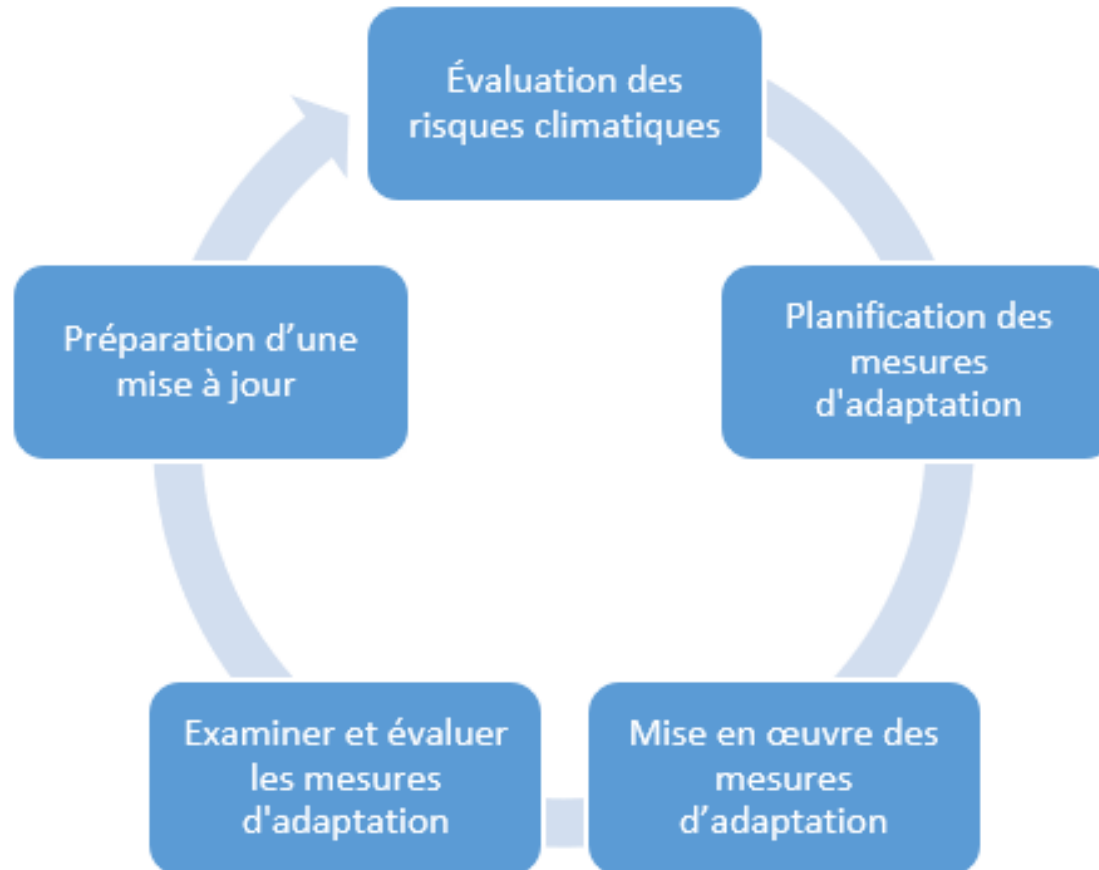 Évaluation des
risques climatiques
Planification des
mesures
d'adaptation
Mise en œuvre des
mesures
d’adaptation
Examiner et évaluer
les mesures
d'adaptation
Préparation d’une
mise à jour